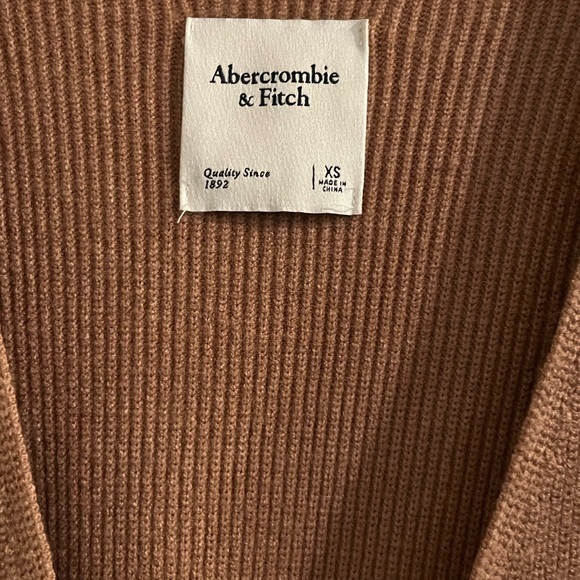 Abercrombie
& Fitch
Quality Since
1892
XS
MADE IN
CHINA